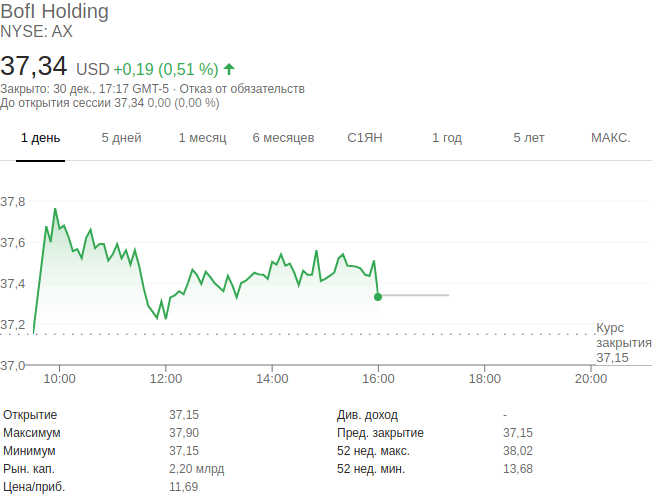 BofI Holding
NYSE: AX
37,34 USD +0,19 (0,51 %)
Закрыто: 30 дек., 17:17 GMT-5 · Отказ от обязательств
До открытия сессии 37,34 0,00 (0,00 %)
1 день 5 дней 1 месяц 6 месяцев С1ЯН 1 год 5 лет МАКС.
37,8
37,6
37,4
37,2
37,0
Курс
закрытия
37,15
10:00 12:00 14:00 16:00 18:00 20:00
Открытие 37,15 Див. доход -
Максимум 37,90 Пред. закрытие 37,15
Минимум 37,15 52 нед. макс. 38,02
Рын. кап. 2,20 млрд 52 нед. мин. 13,68
Цена/приб. 11,69